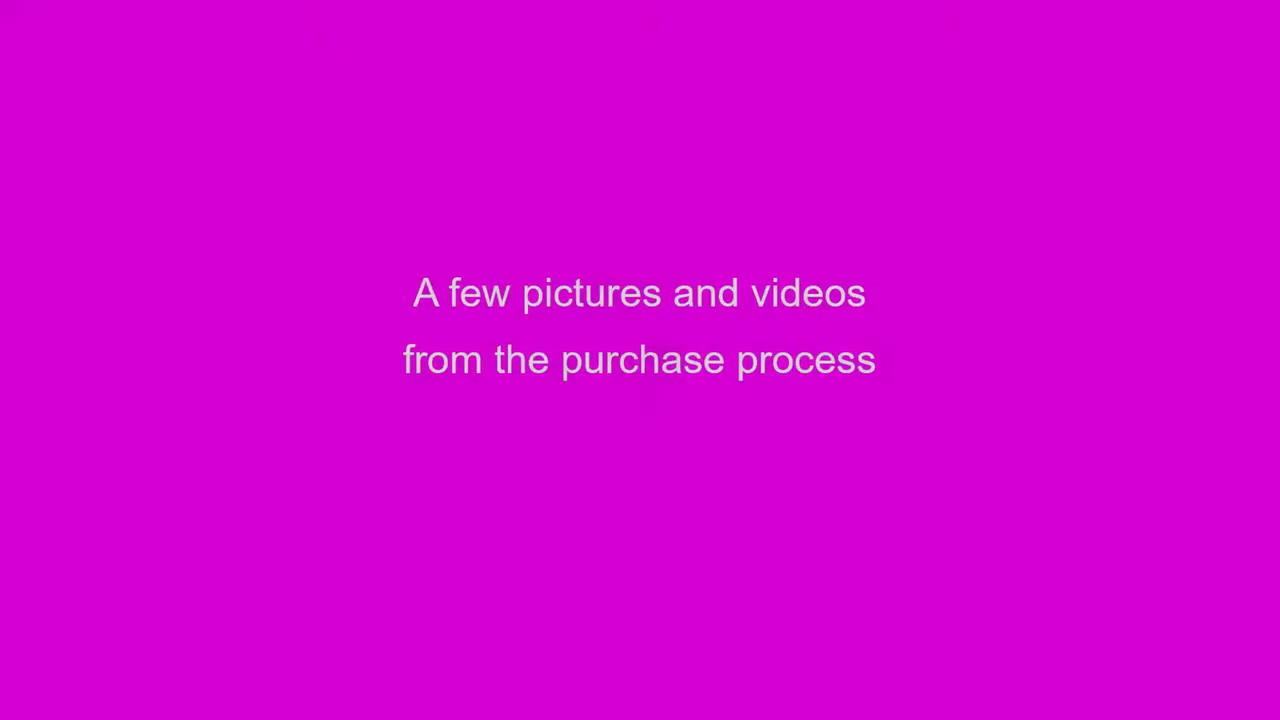 A few pictures and videos
from the purchase process